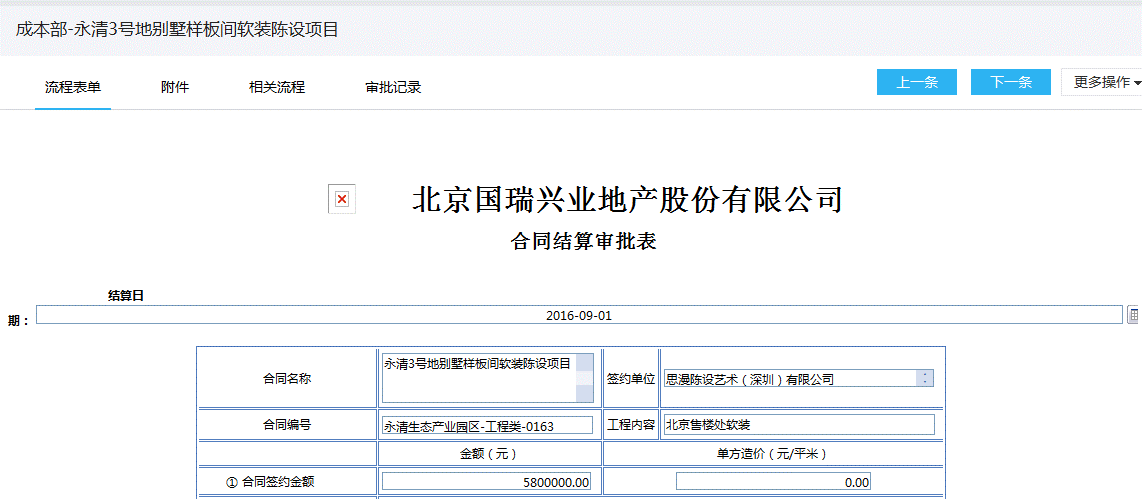 成本部-永清3号地别墅样板间软装陈设项目
流程表单 附件 相关流程 审批记录 上一条 下一条 更多操作
北京国瑞兴业地产股份有限公司
合同结算审批表
结算日
期： 2016-09-01
合同名称 永清3号地别墅样板间软装陈设项目 签约单位 思漫陈设艺术（深圳）有限公司
合同编号 永清生态产业园区-工程类-0163 工程内容 北京售楼处软装
金额（元） 单方造价（元/平米）
① 合同签约金额 5800000.00 0.00